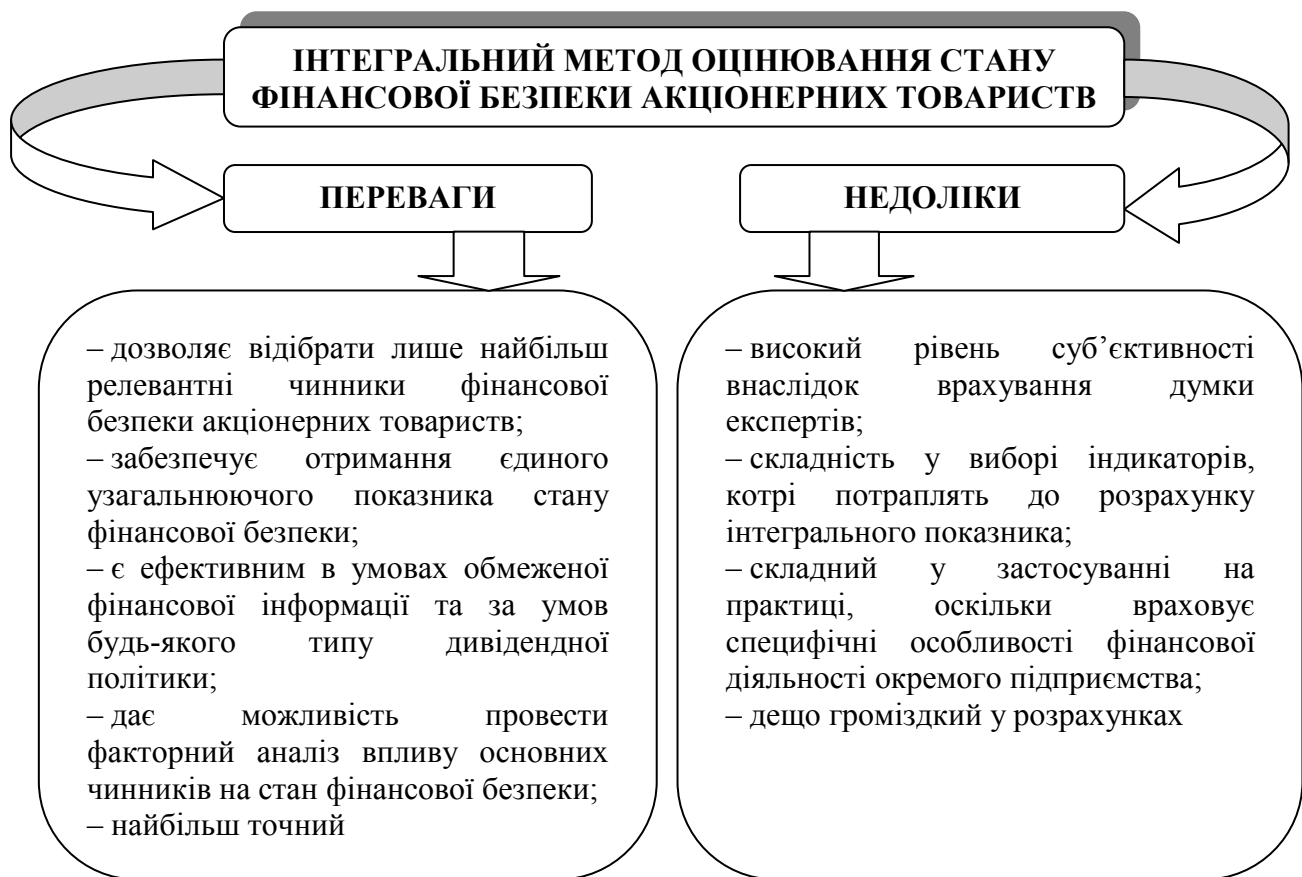 ІНТЕГРАЛЬНИЙ МЕТОД ОЦІНЮВАННЯ СТАНУ
ФІНАНСОВОЇ БЕЗПЕКИ АКЦІОНЕРНИХ ТОВАРИСТВ
ПЕРЕВАГИ
– дозволяє відібрати лише найбільш
релевантні чинники фінансової
безпеки акціонерних товариств;
– забезпечує отримання єдиного
узагальнюючого показника стану
фінансової безпеки;
– є ефективним в умовах обмеженої
фінансової інформації та за умов
будь-якого типу дивідендної
політики;
– дає можливість провести
факторний аналіз впливу основних
чинників на стан фінансової безпеки;
– найбільш точний
НЕДОЛІКИ
– високий рівень суб’єктивності
внаслідок врахування думки
експертів;
– складність у виборі індикаторів,
котрі потраплять до розрахунку
інтегрального показника;
– складний у застосуванні на
практиці, оскільки враховує
специфічні особливості фінансової
діяльності окремого підприємства;
– дещо громіздкий у розрахунках